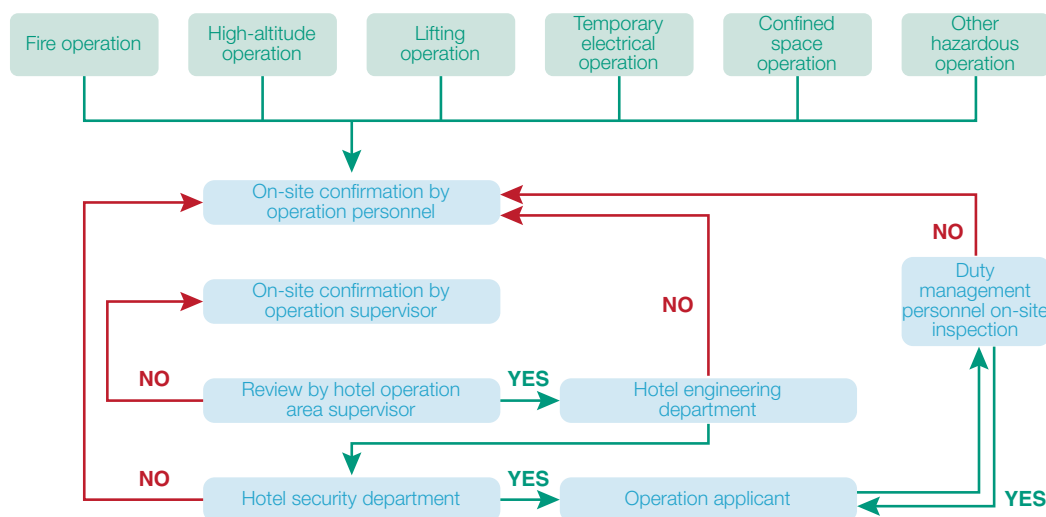 Fire operation
High-altitude
operation
Lifting
operation
Temporary
electrical
operation
Confined
space
operation
Other
hazardous
operation
On-site confirmation by
operation personnel
NO
On-site confirmation by
operation supervisor
Duty
management
personnel on-site
inspection
NO
NO
Review by hotel operation
area supervisor
YES
Hotel engineering
department
NO
Hotel security department
YES
Operation applicant
YES